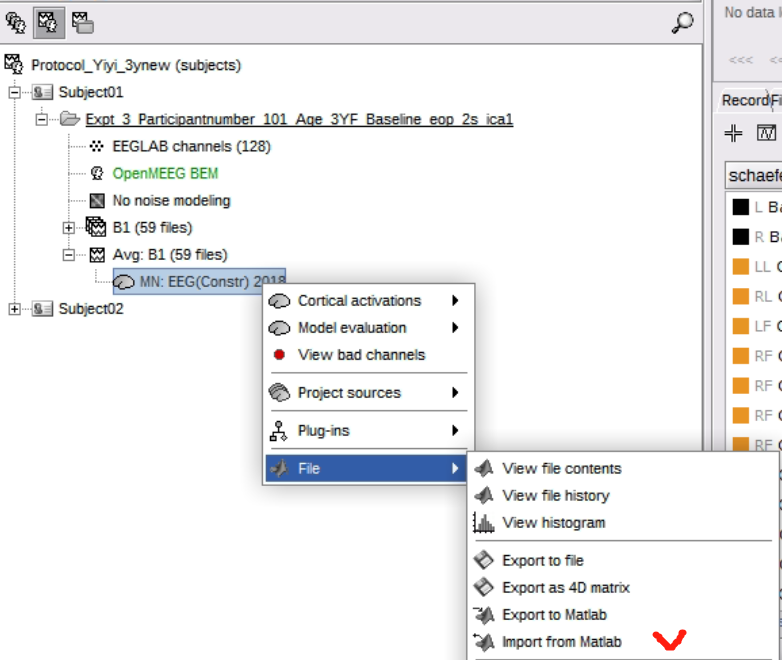 No data l
Protocol_Yiyi_3ynew (subjects)
<<<
Subject01
Record
Fi
Expt_3_Participantnumber_101_Age_3YF_Baseline_eop_2s_ica1
EEGLAB channels (128)
OpenMEEG BEM
schaefe
No noise modeling
L Ba
B1 (59 files)
R Ba
Avg: B1 (59 files)
LL C
MN: EEG(Constr) 2018
RL C
Subject02
Cortical activations
LF C
Model evaluation
RF C
View bad channels
RF C
Project sources
RF C
Plug-ins
RF C
File
View file contents
View file history
View histogram
Export to file
Export as 4D matrix
Export to Matlab
Import from Matlab